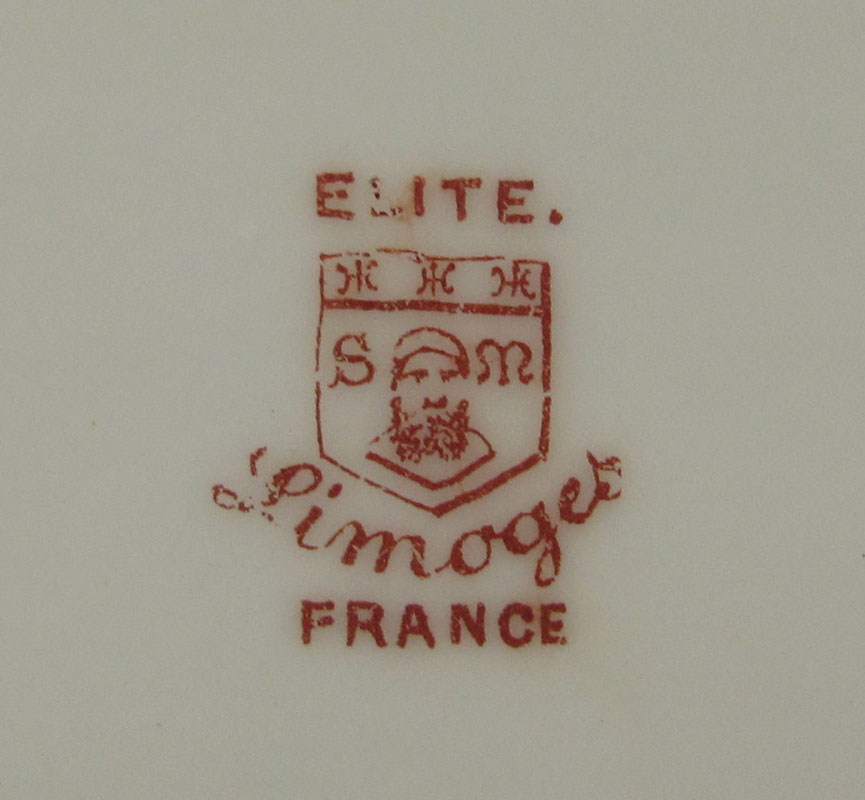 ELITE.
S M
Limoges
FRANCE